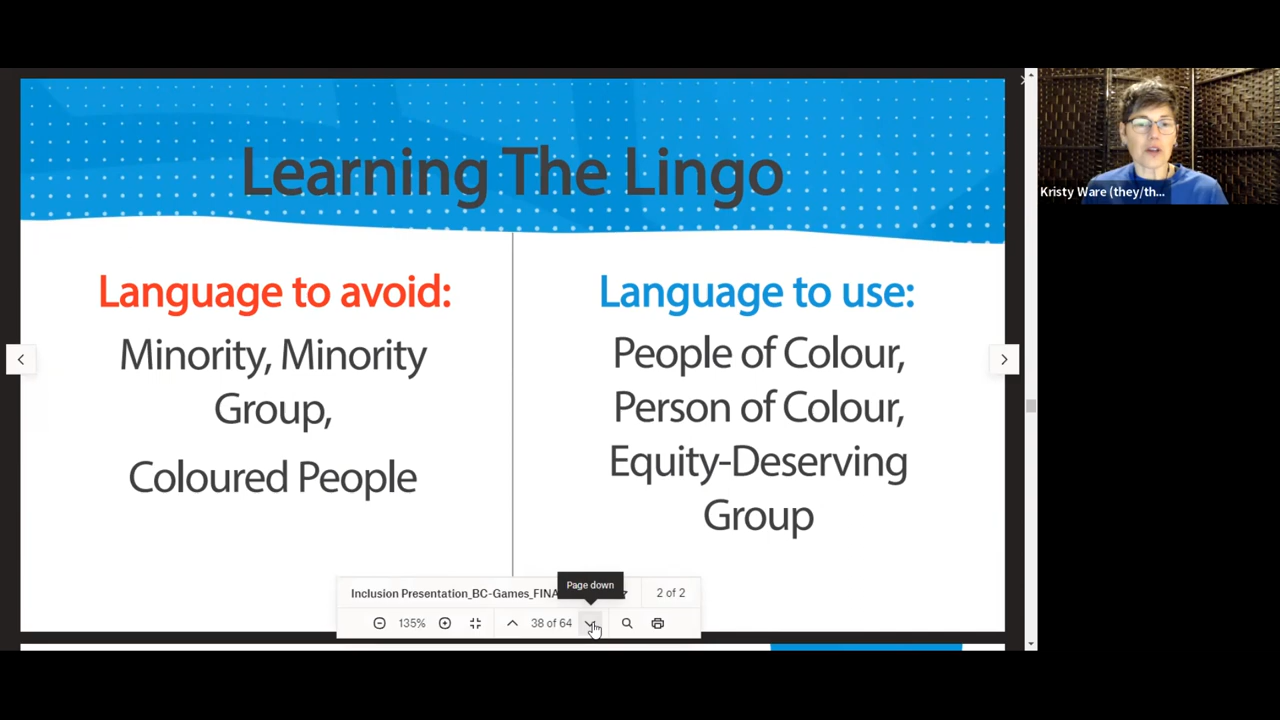 Learning The Lingo
Language to avoid:
Minority, Minority
Group,
Coloured People
Language to use:
People of Colour,
Person of Colour,
Equity-Deserving
Group
Page down
Inclusion Presentation_BC-Games_FINA
2 of 2
135%
38 of 64
Kristy Ware (they/th...